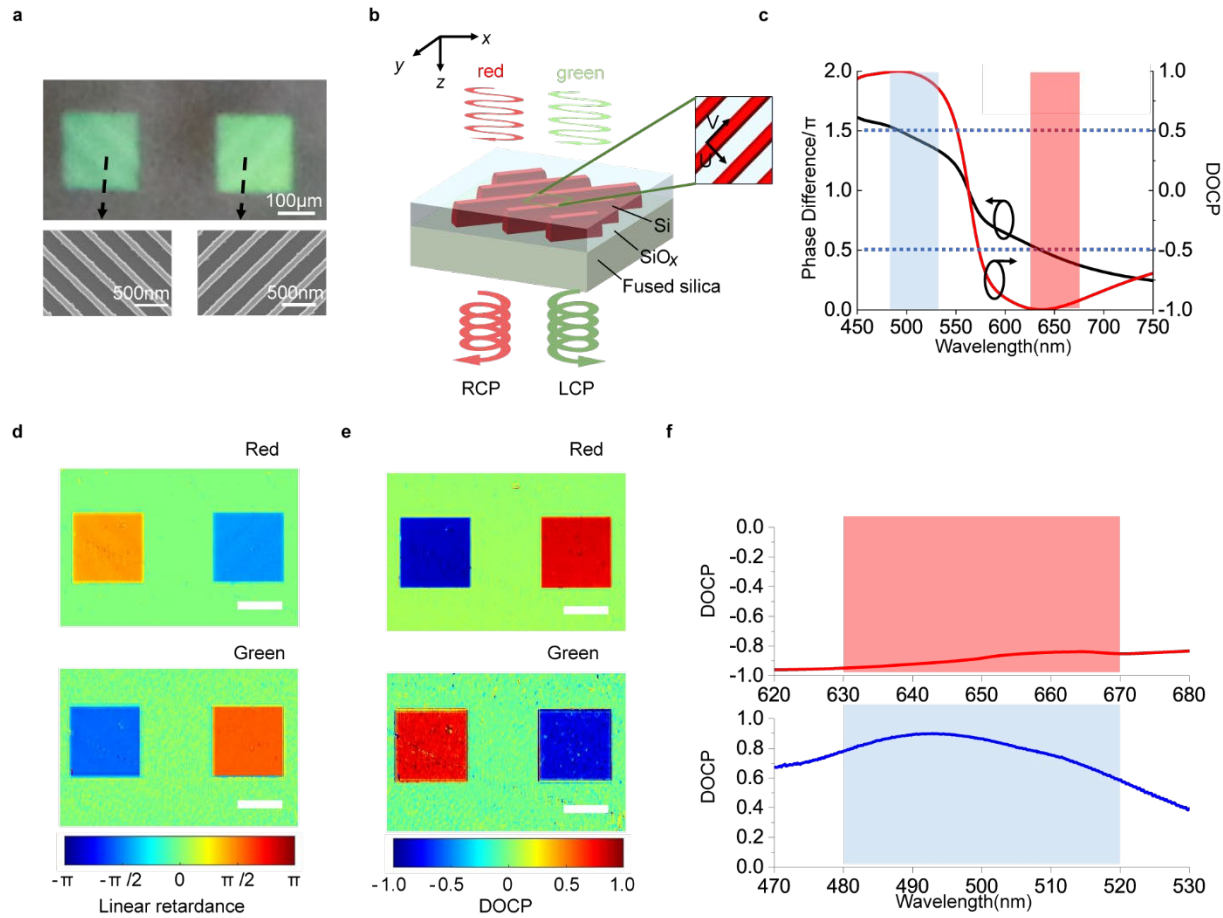 a
100μm
500nm
500nm
b
x
y
z
red
green
V
U
Si
SiOx
Fused silica
RCP
LCP
c
Phase Difference/π
2.0
1.5
1.0
0.5
0.0
1.0
0.5
0.0
-0.5
-1.0
DOCP
450 500 550 600 650 700 750
Wavelength(nm)
d
Red
Green
-π -π /2 0 π /2 π
Linear retardance
e
Red
Green
-1.0 -0.5 0 0.5 1.0
DOCP
f
DOCP
0.0
-0.2
-0.4
-0.6
-0.8
-1.0
620 630 640 650 660 670 680
DOCP
1.0
0.8
0.6
0.4
0.2
0.0
470 480 490 500 510 520 530
Wavelength(nm)